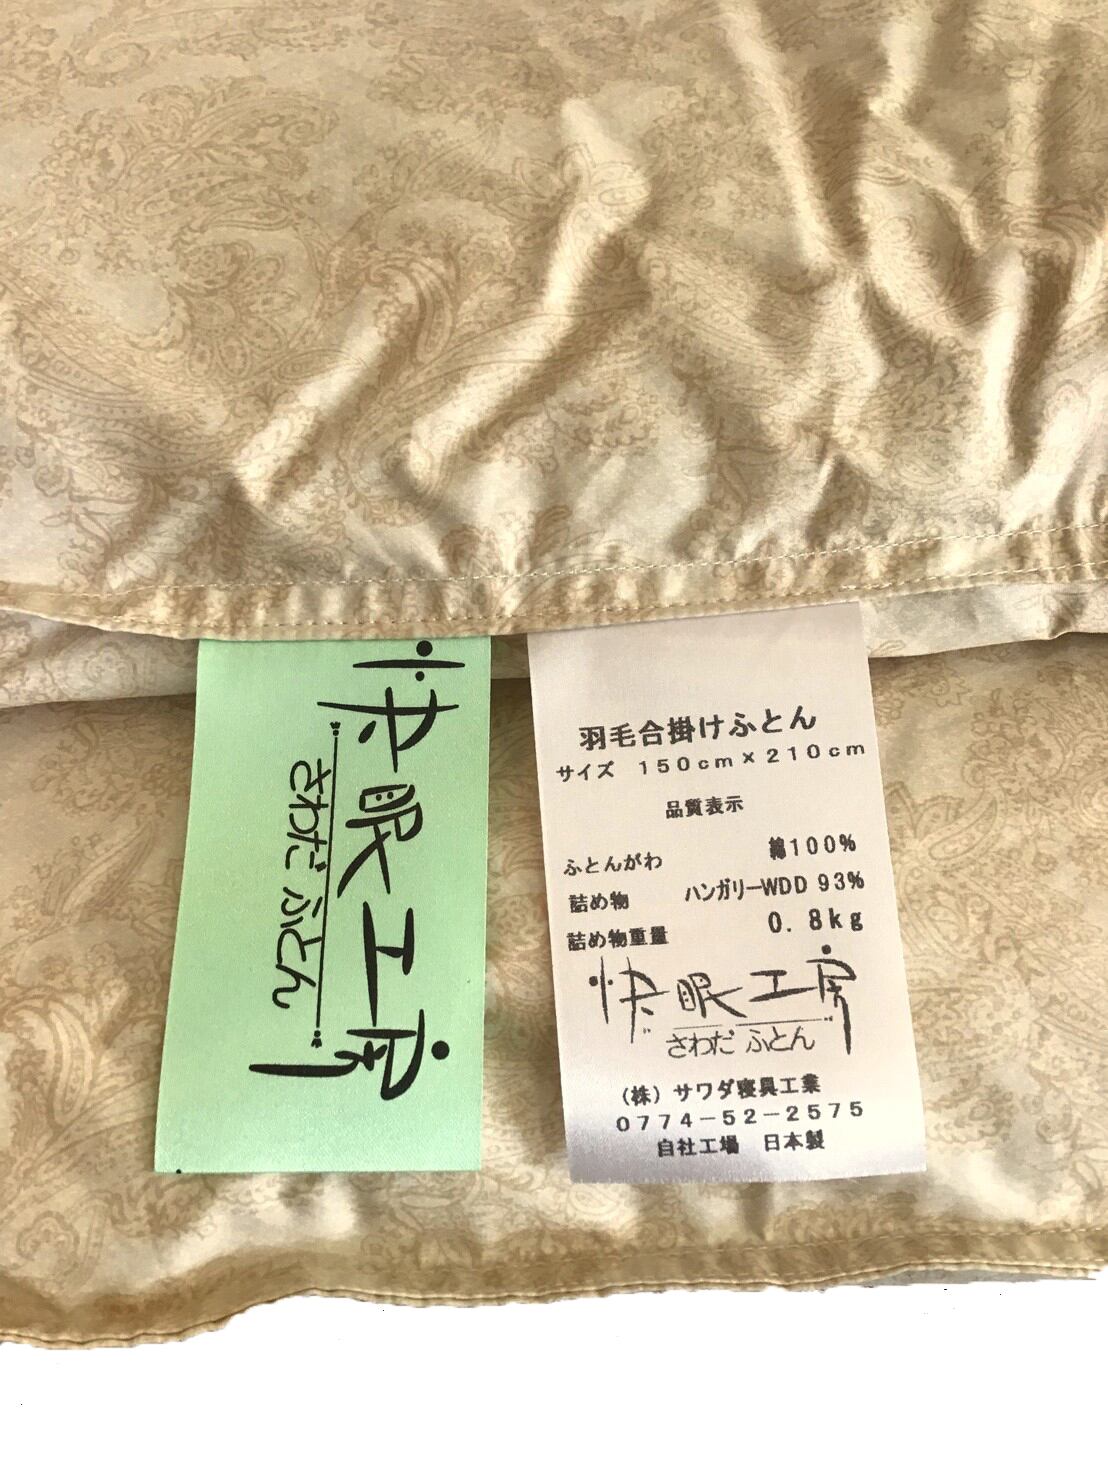 快眠工房
さわだふとん
羽毛合掛けふとん
サイズ　150cm×210cm
品質表示
ふとんがわ　綿100%
詰め物　ハンガリーWDD 93%
詰め物重量　0.8kg
快眠工房
さわだ ふとん
（株）サワダ寝具工業
0774－52－2575
自社工場　日本製